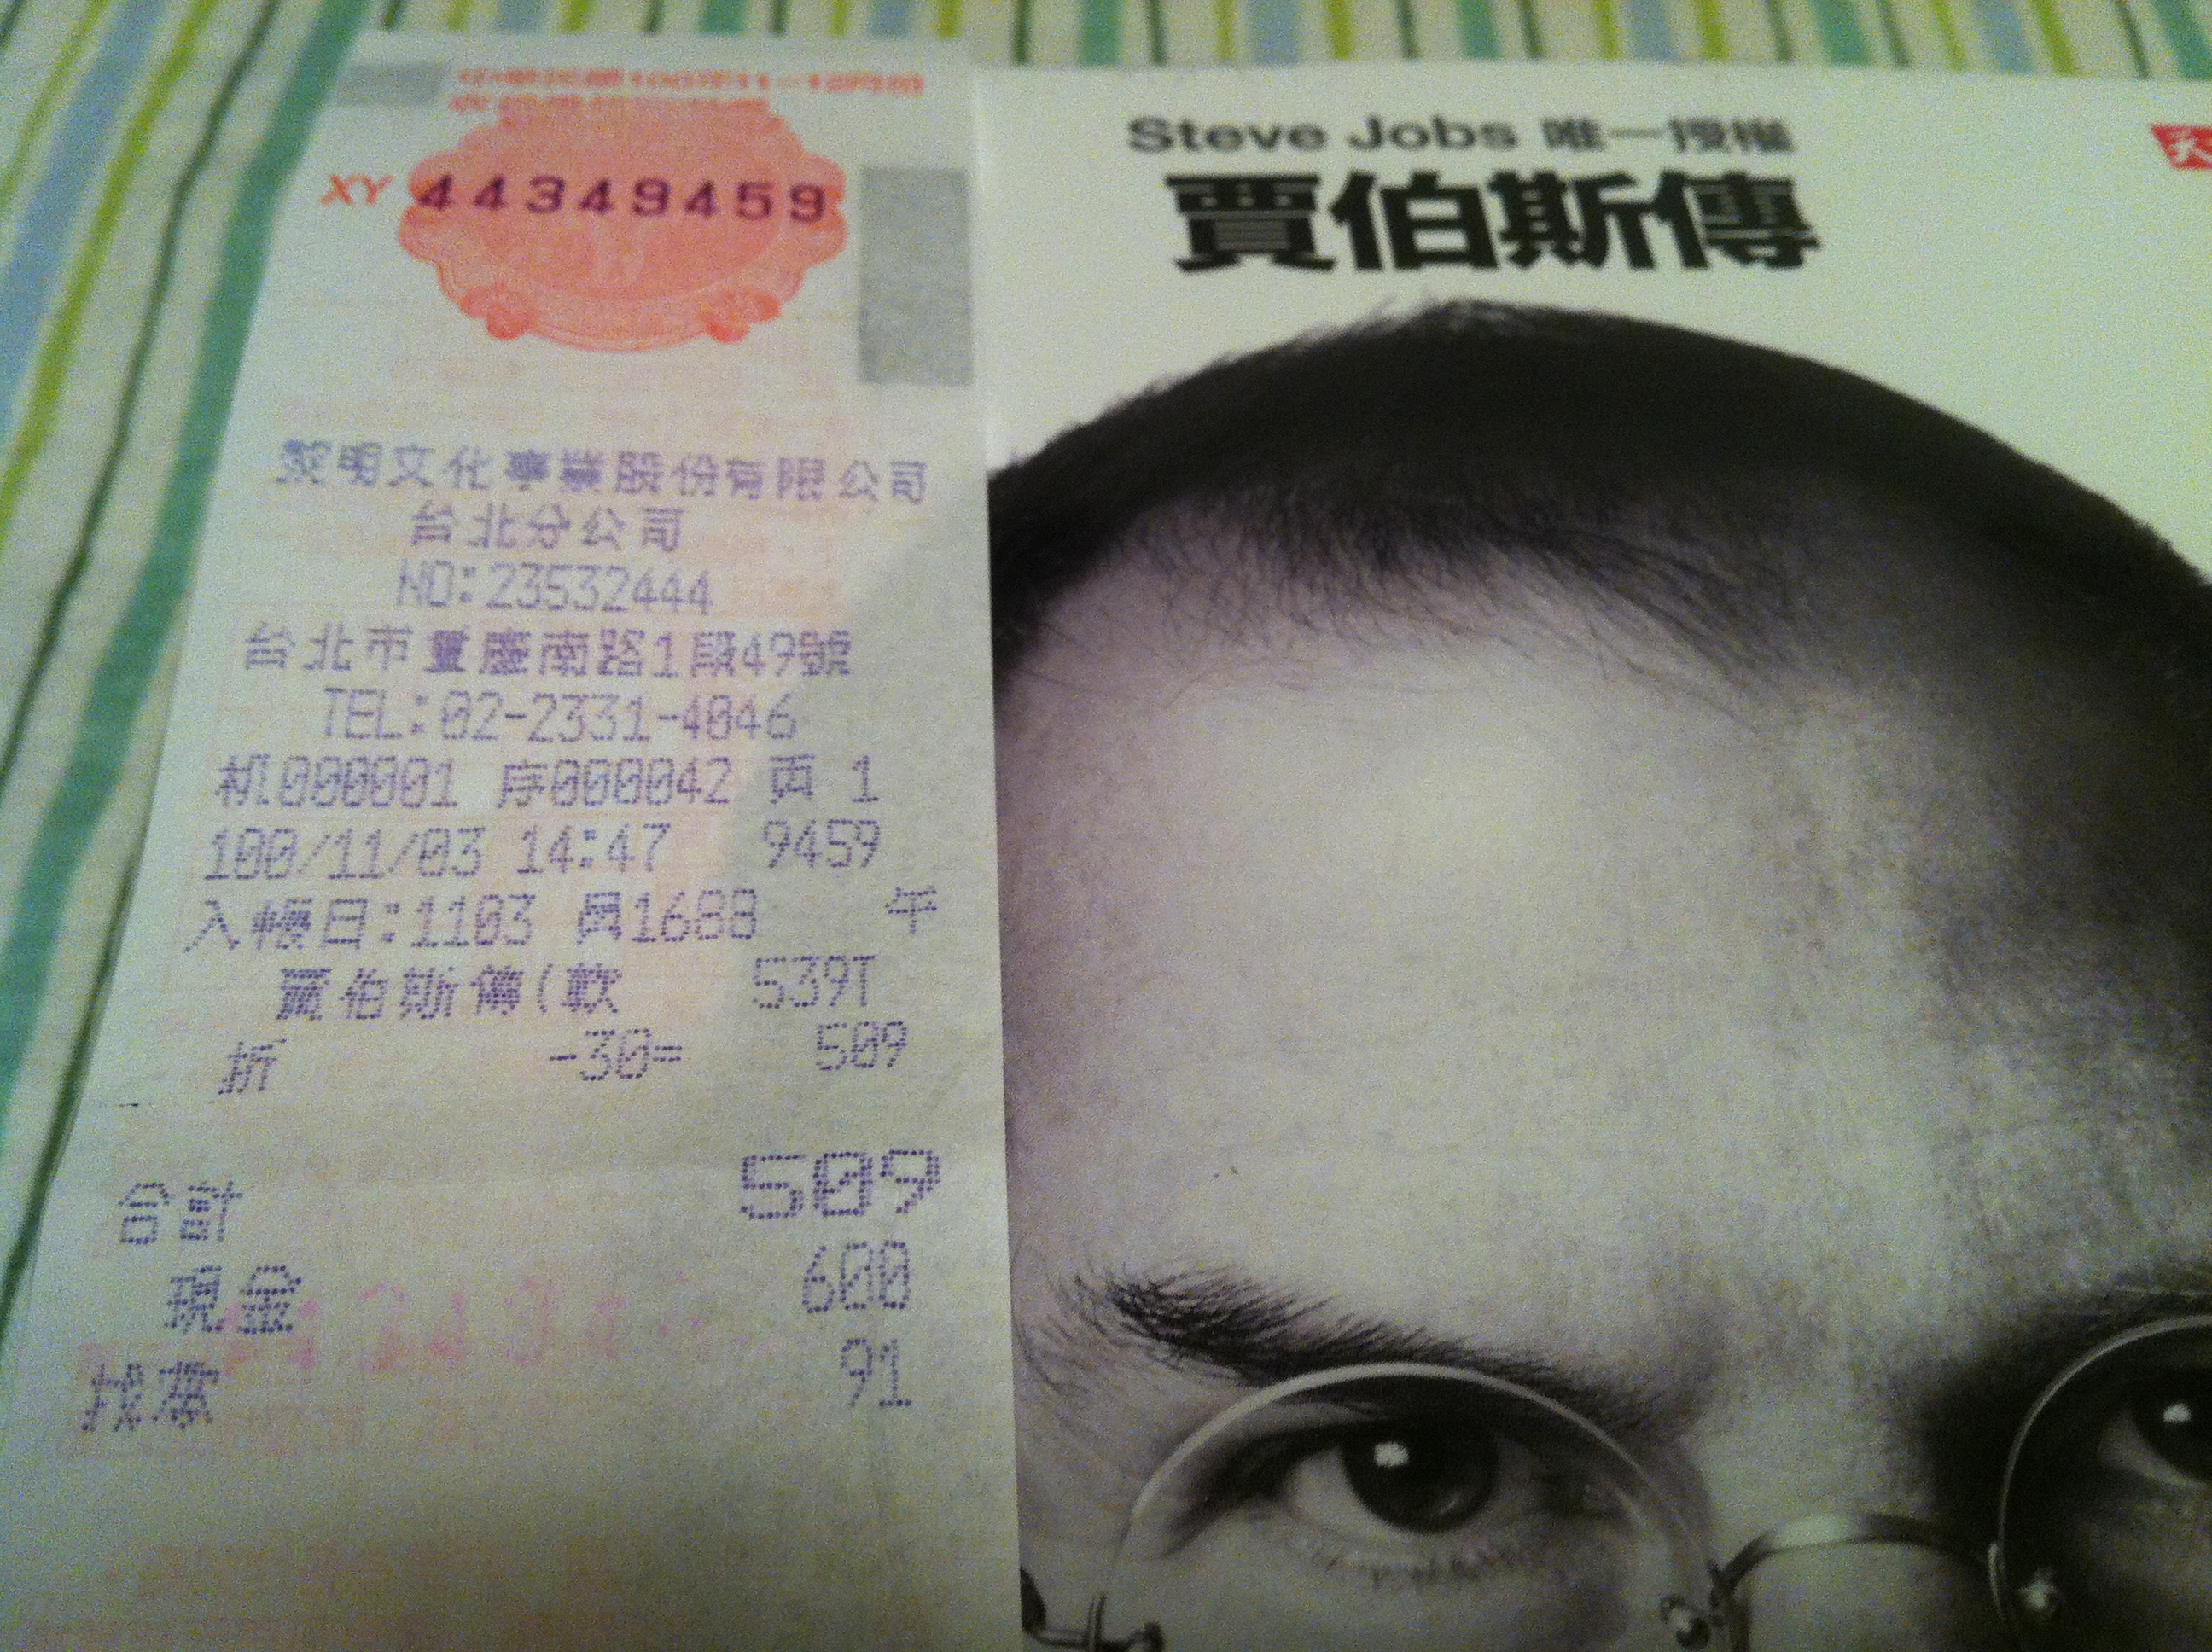 XY 44349459
黎明文化事業股份有限公司
台北分公司
NO:23532444
台北市重慶南路1段49號
TEL:02-2331-4046
机000001 序000042 頁 1
100/11/03 14:47 9459
入帳日:1103 員1688 午
賈伯斯傳(軟 539T
折 -30= 509
合計 509
現金 600
找零 91
Steve Jobs 唯一授權
賈伯斯傳
天